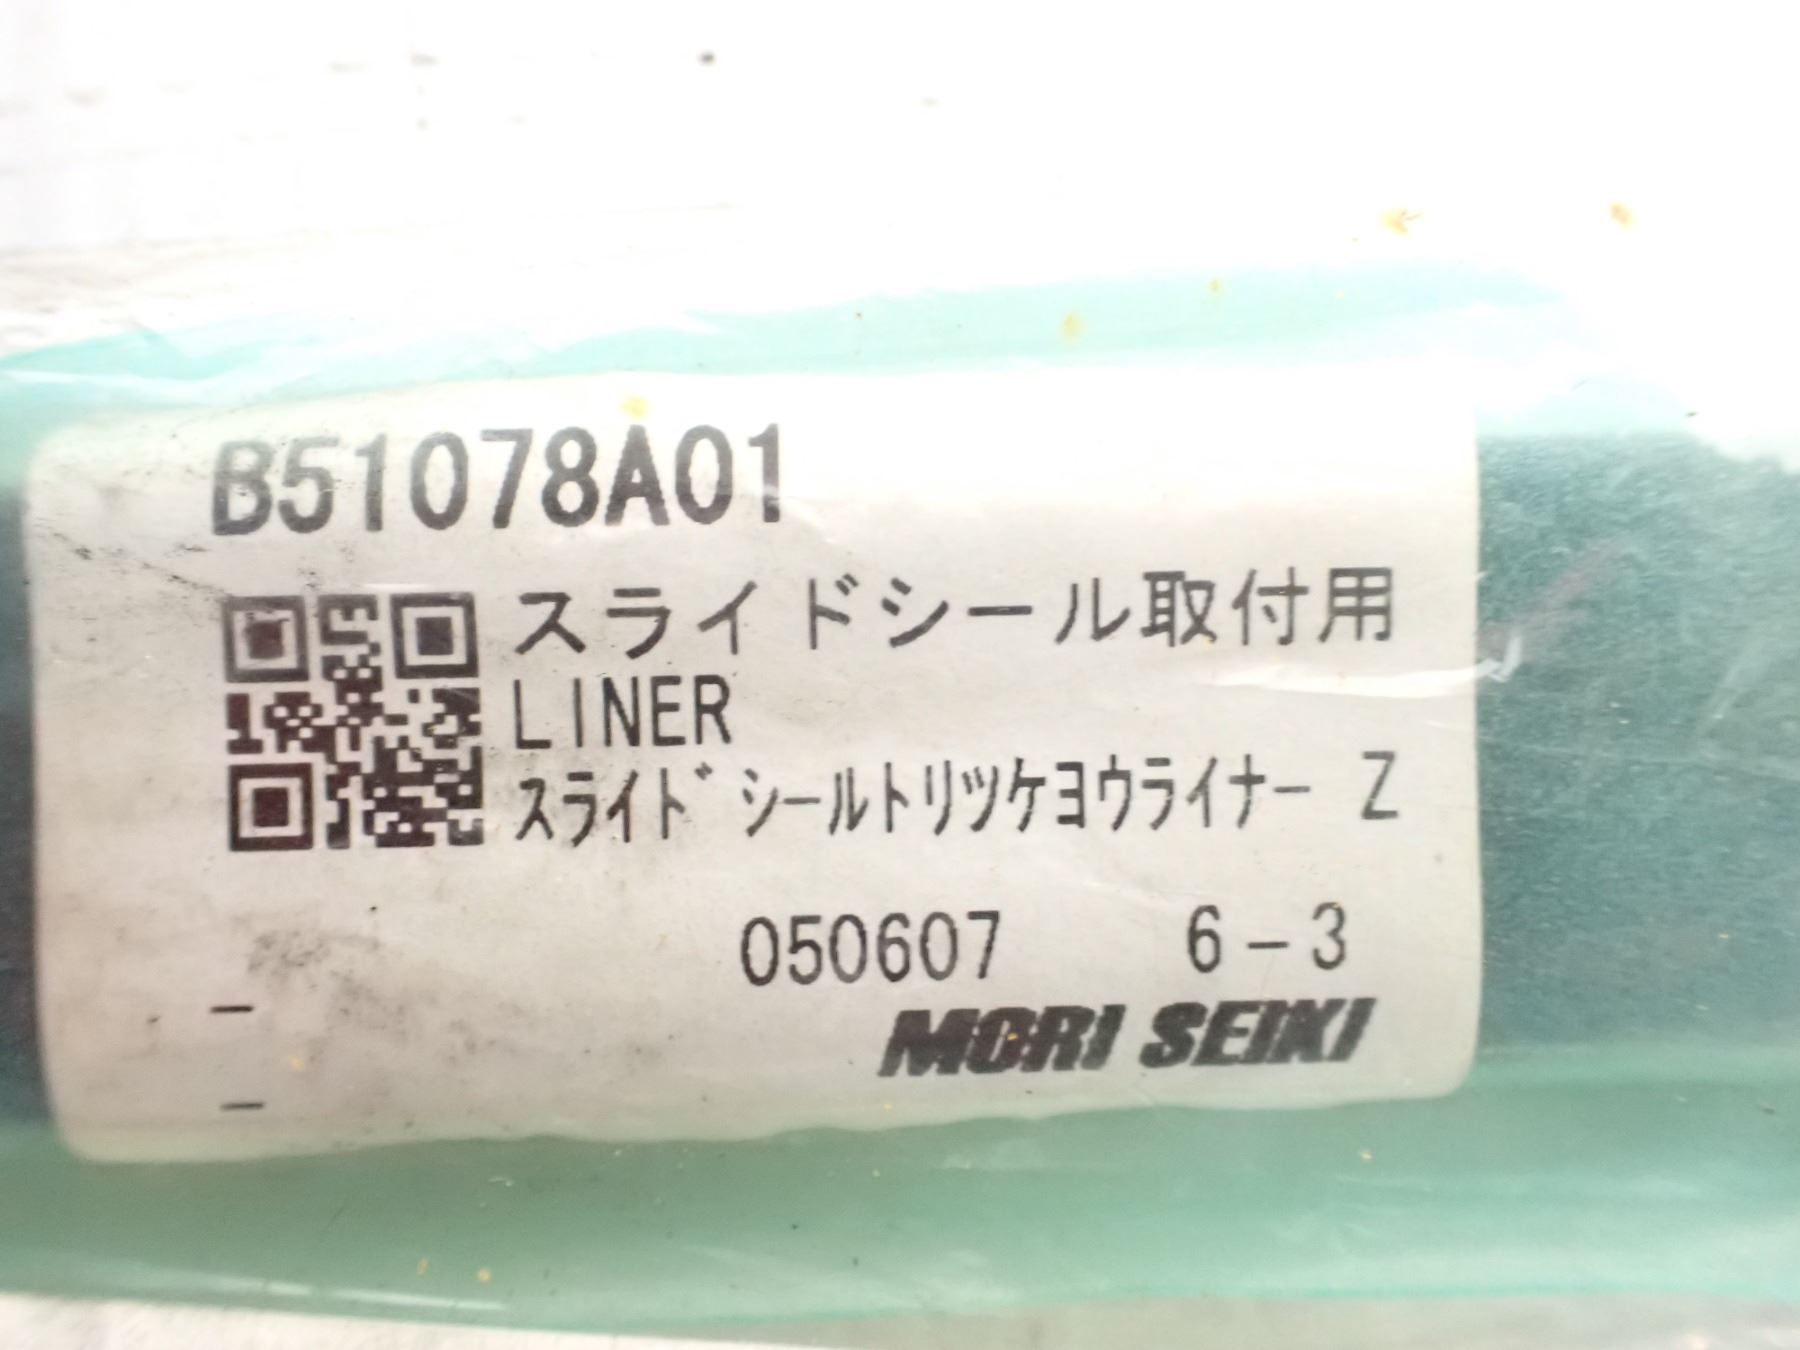 B51078A01
スライドシール取付用
LINER
ｽﾗｲﾄﾞｼｰﾙﾄﾘﾂｹﾖｳﾗｲﾅｰ Z
050607 6-3
-
MORI SEIKI
-